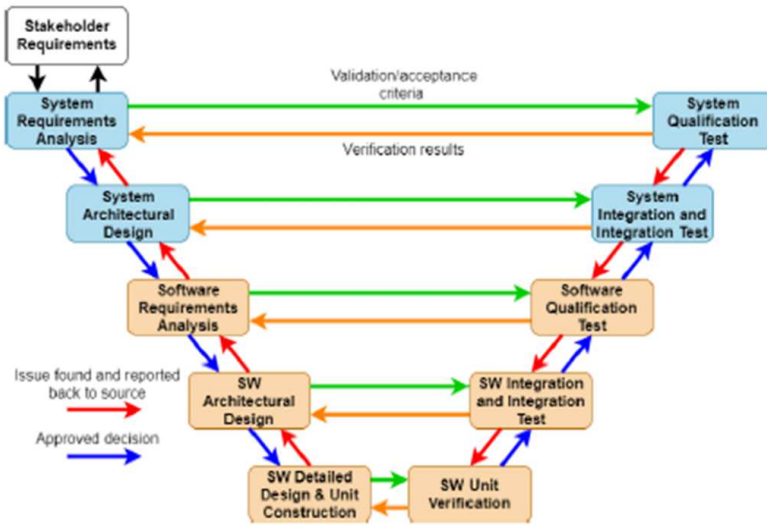 Stakeholder
Requirements
Validation/acceptance
criteria
System
Requirements
Analysis
System
Qualification
Test
Verification results
System
Architectural
Design
System
Integration and
Integration Test
Software
Requirements
Analysis
Software
Qualification
Test
Issue found and reported
back to source
SW
Architectural
Design
SW Integration
and Integration
Test
Approved decision
SW Detailed
Design & Unit
Construction
SW Unit
Verification